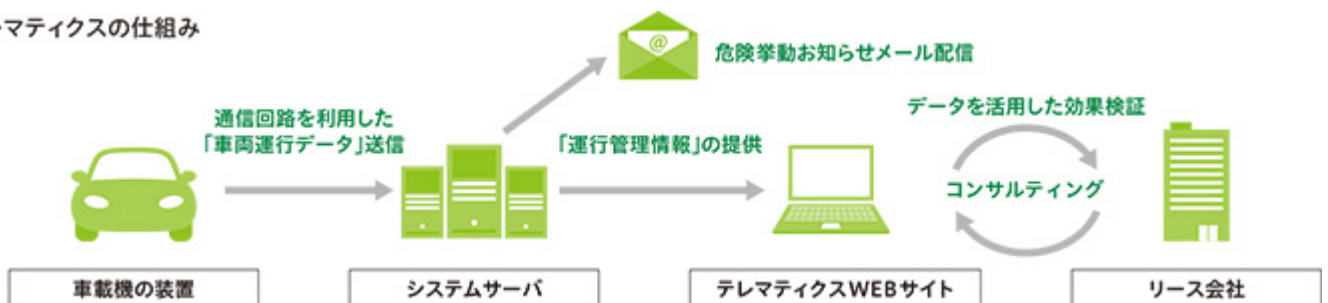 レマティクスの仕組み
@
危険挙動お知らせメール配信
通信回路を利用した
「車両運行データ」送信
「運行管理情報」の提供
データを活用した効果検証
コンサルティング
車載機の装置
システムサーバ
テレマティクスWEBサイト
リース会社